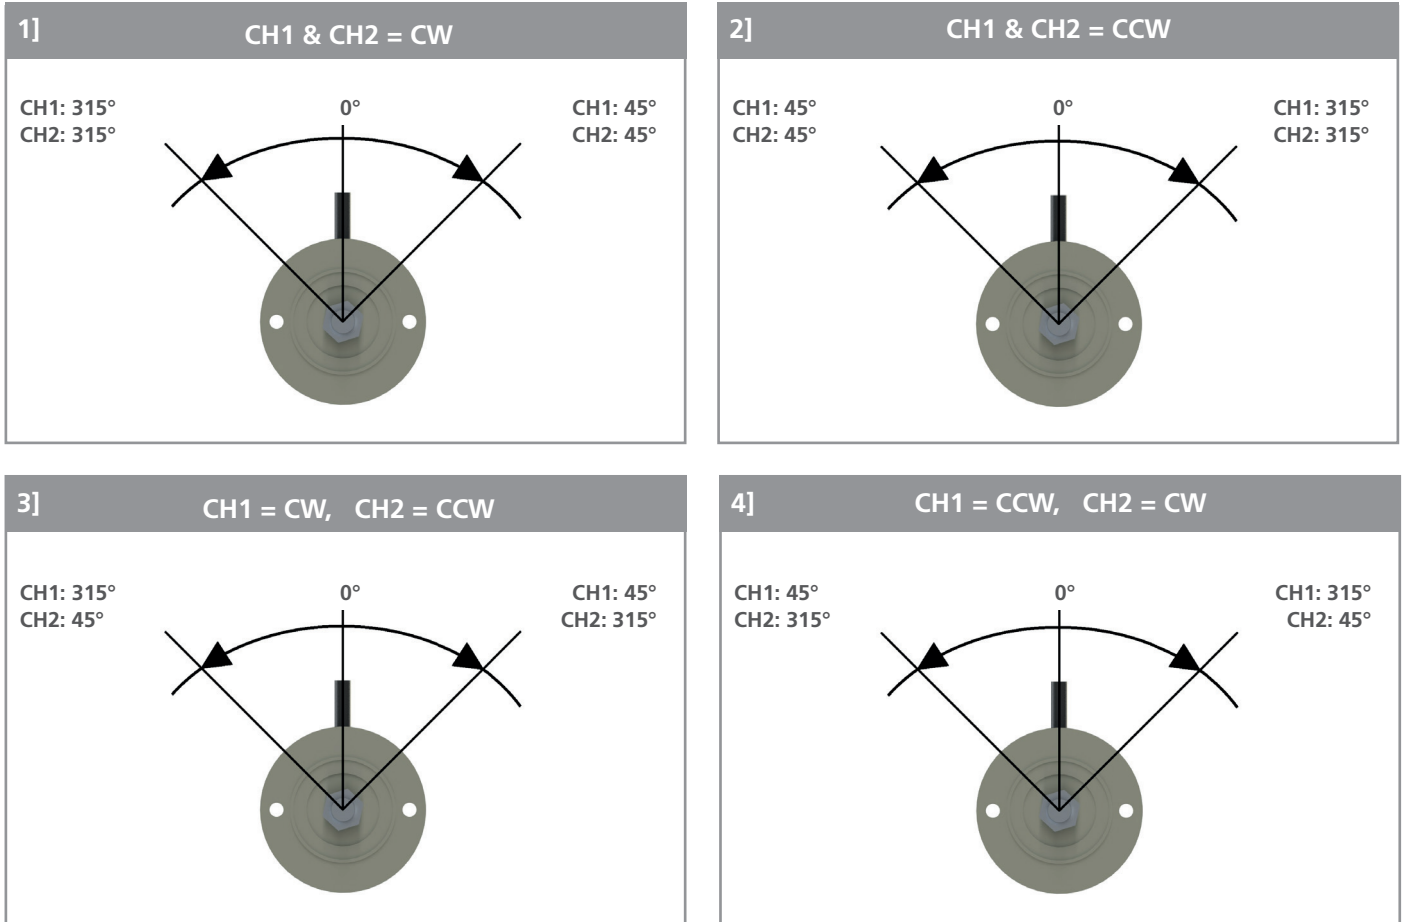 1]
CH1 & CH2 = CW
CH1: 315°
CH2: 315°
0°
CH1: 45°
CH2: 45°
2]
CH1 & CH2 = CCW
CH1: 45°
CH2: 45°
0°
CH1: 315°
CH2: 315°
3]
CH1 = CW, CH2 = CCW
CH1: 315°
CH2: 45°
0°
CH1: 45°
CH2: 315°
4]
CH1 = CCW, CH2 = CW
CH1: 45°
CH2: 315°
0°
CH1: 315°
CH2: 45°